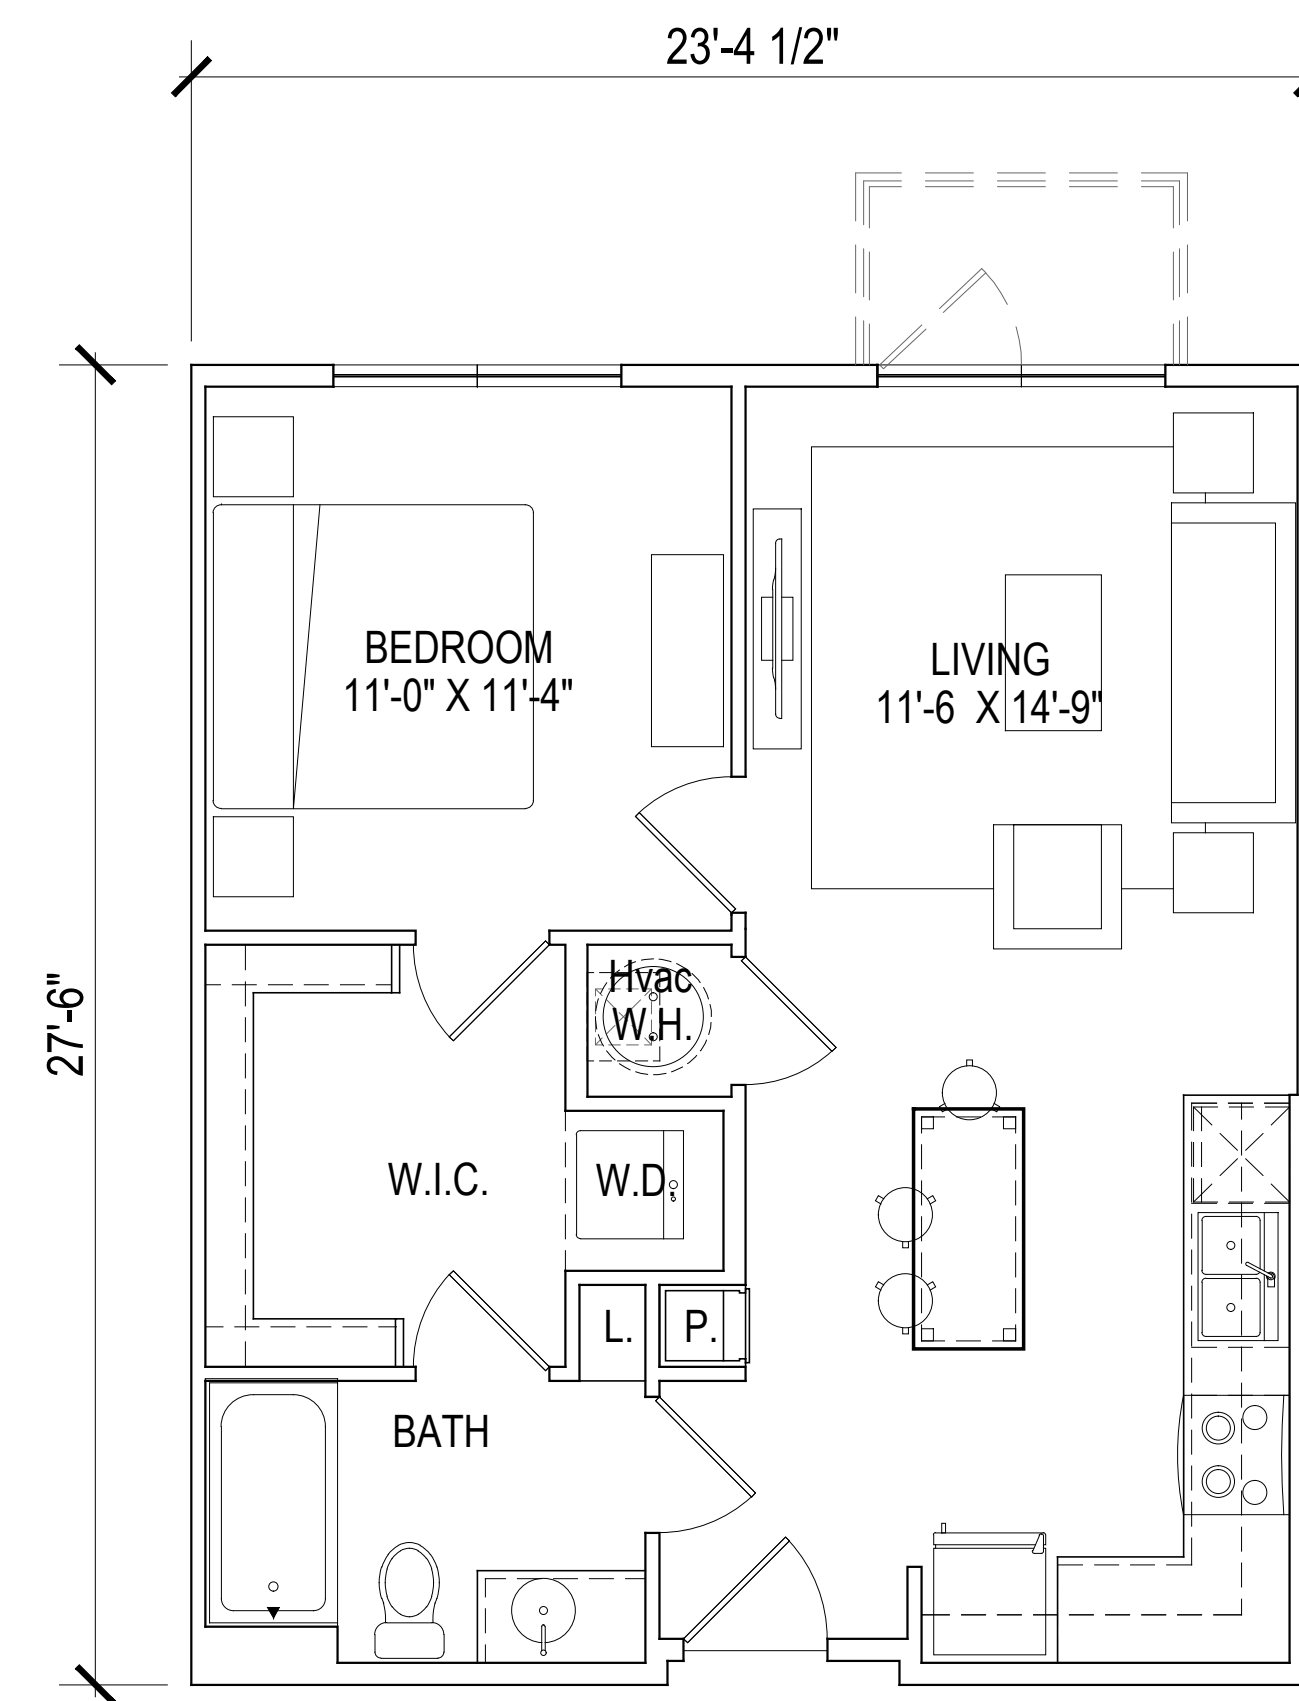 23'-4 1/2"
BEDROOM
11'-0" X 11'-4"
LIVING
11'-6 X 14'-9"
27'-6"
Hvac
W.H.
W.I.C.
W.D.
L.
P.
BATH